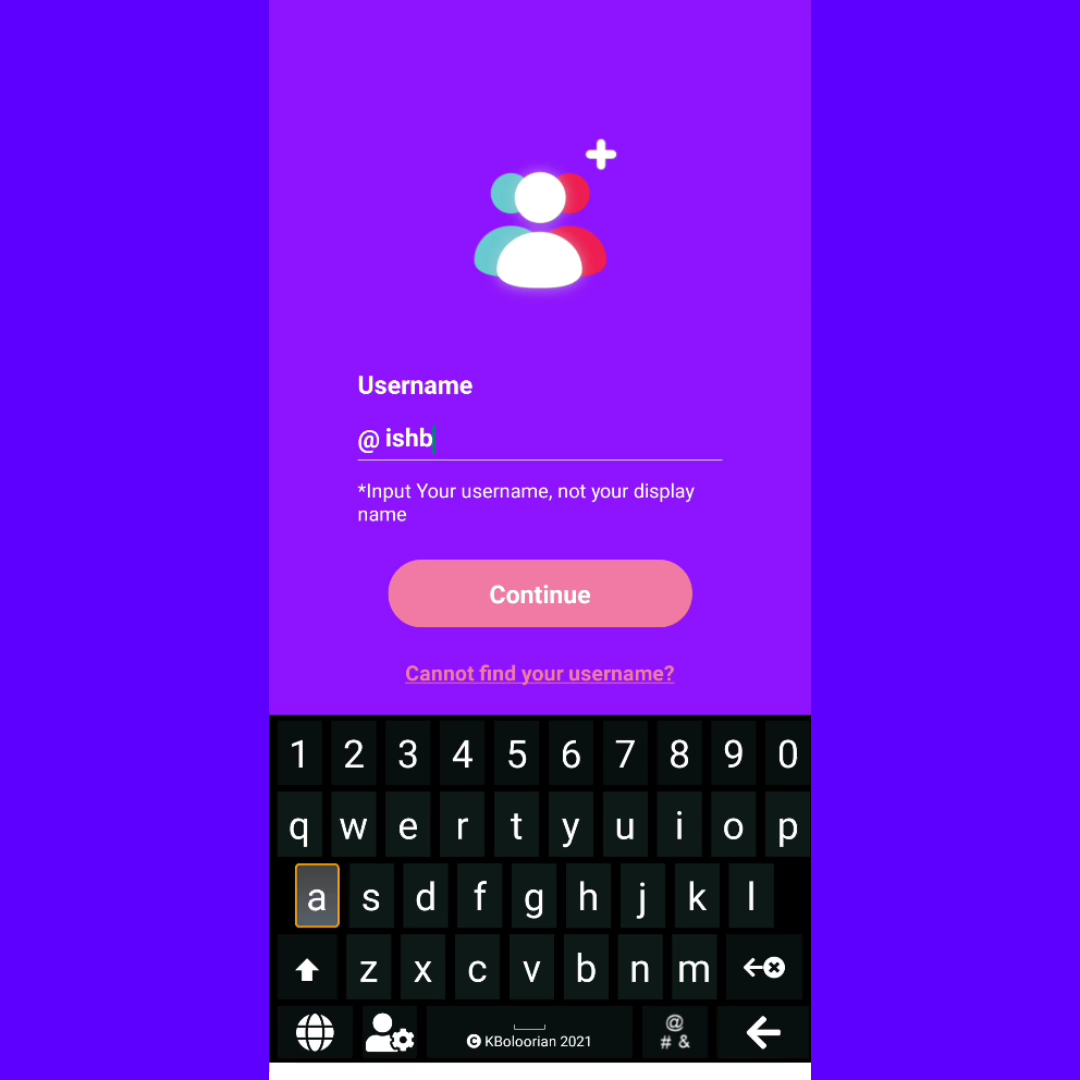 Username
@ ishb
*Input Your username, not your display
name
Continue
Cannot find your username?
1 2 3 4 5 6 7 8 9 0
q w e r t y u i o p
a s d f g h j k l
z x c v b n m
@
# &
© KBoloorian 2021